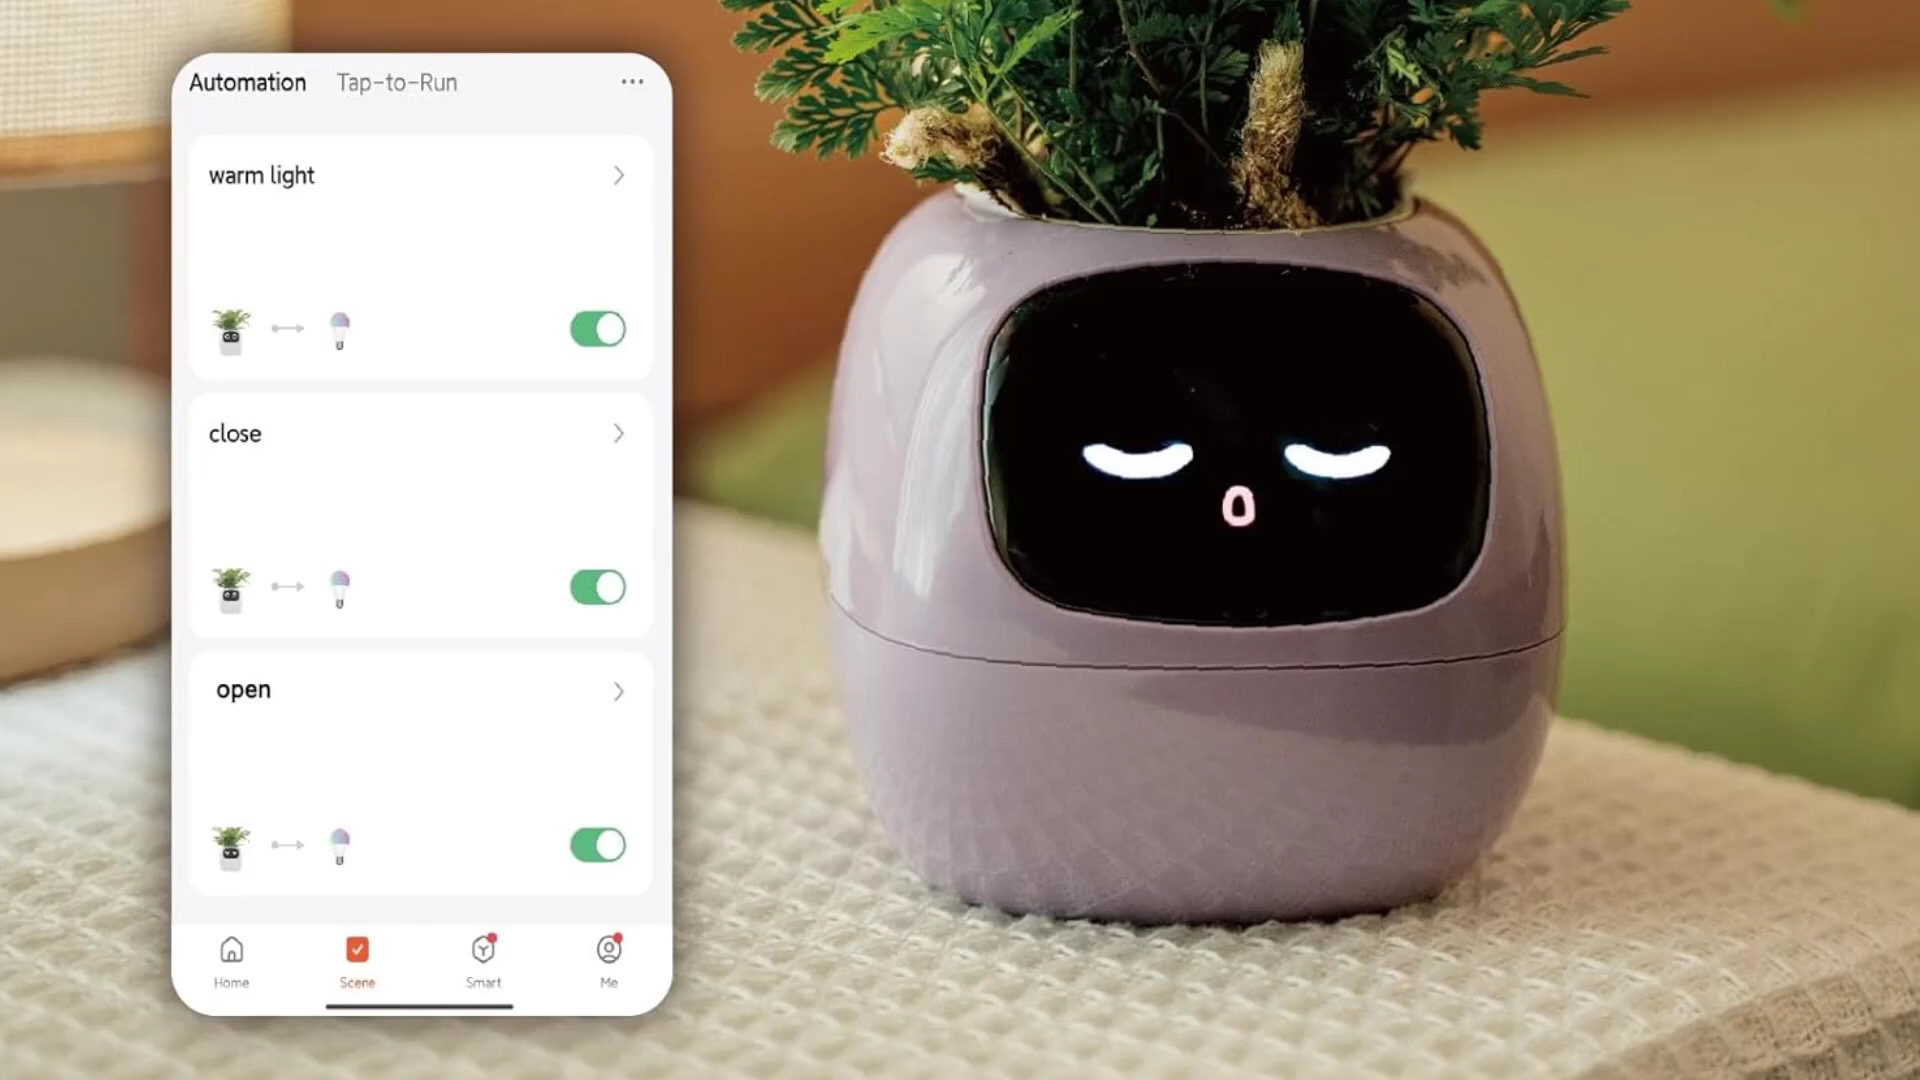 Automation Tap-to-Run
warm light
close
open
Home Scene Smart Me